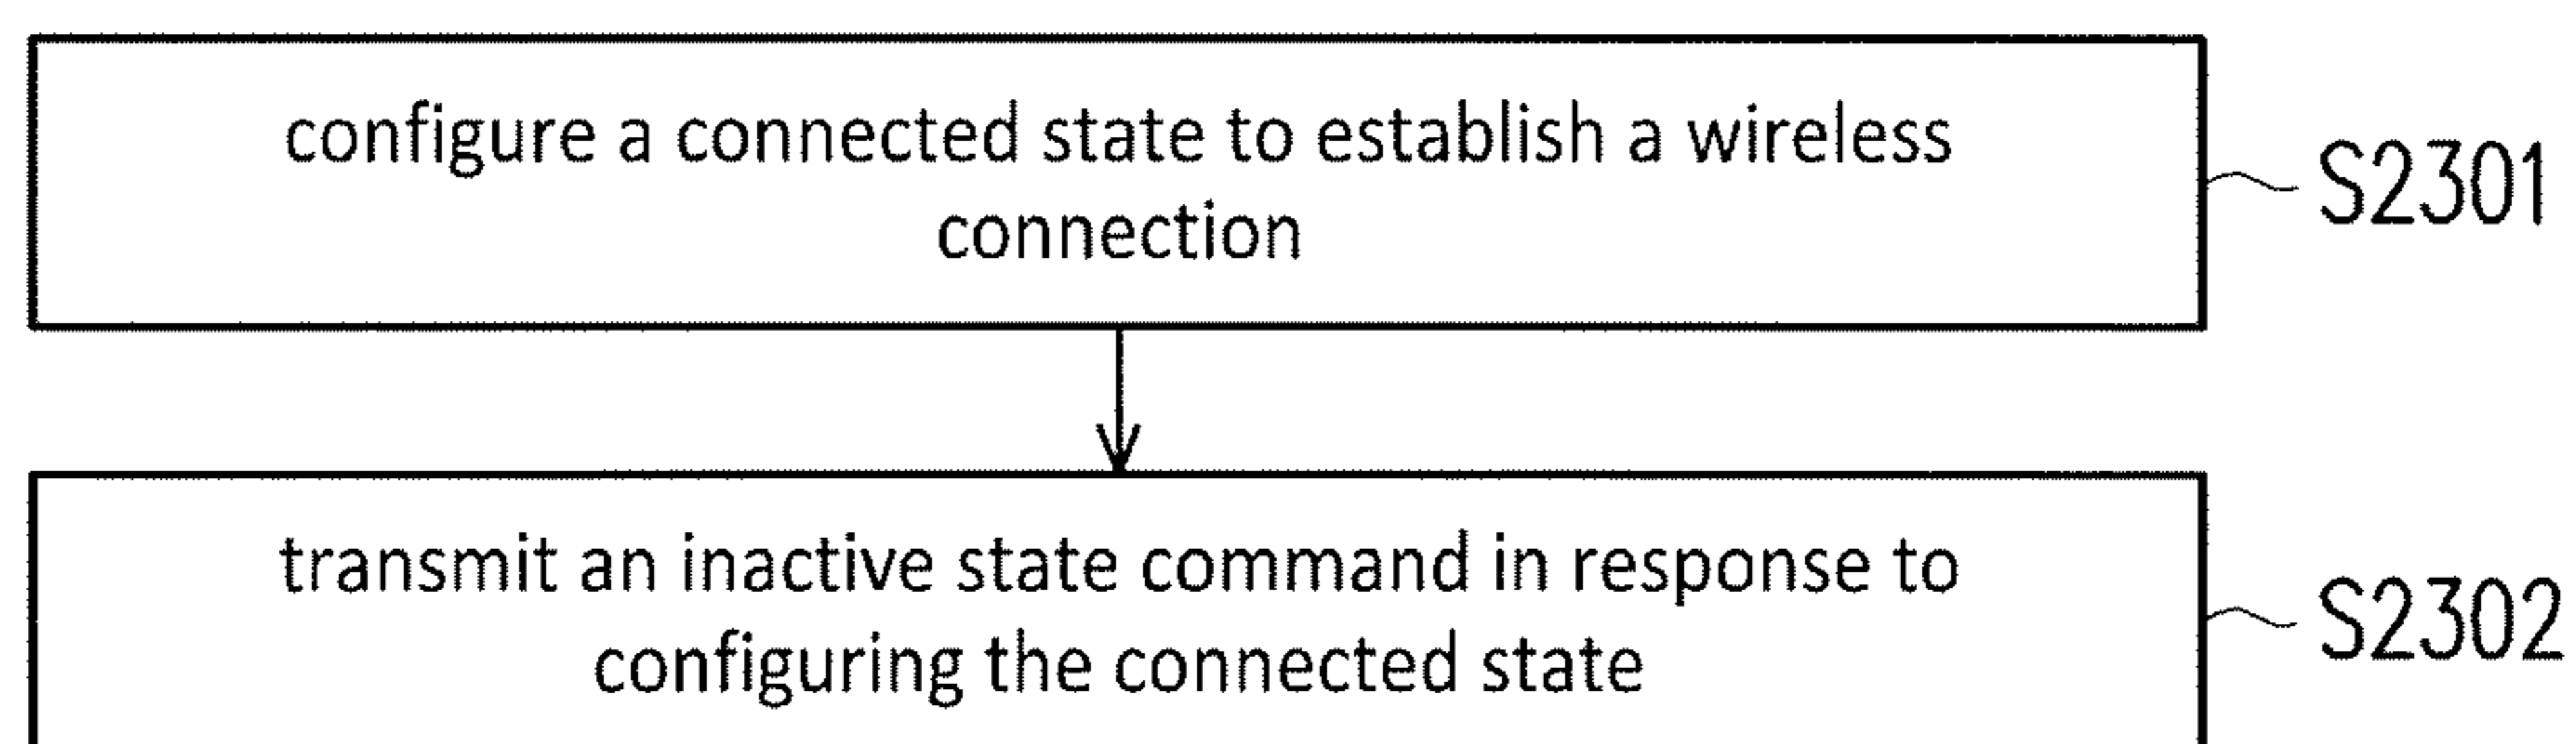 configure a connected state to establish a wireless
connection
S2301
transmit an inactive state command in response to
configuring the connected state
S2302